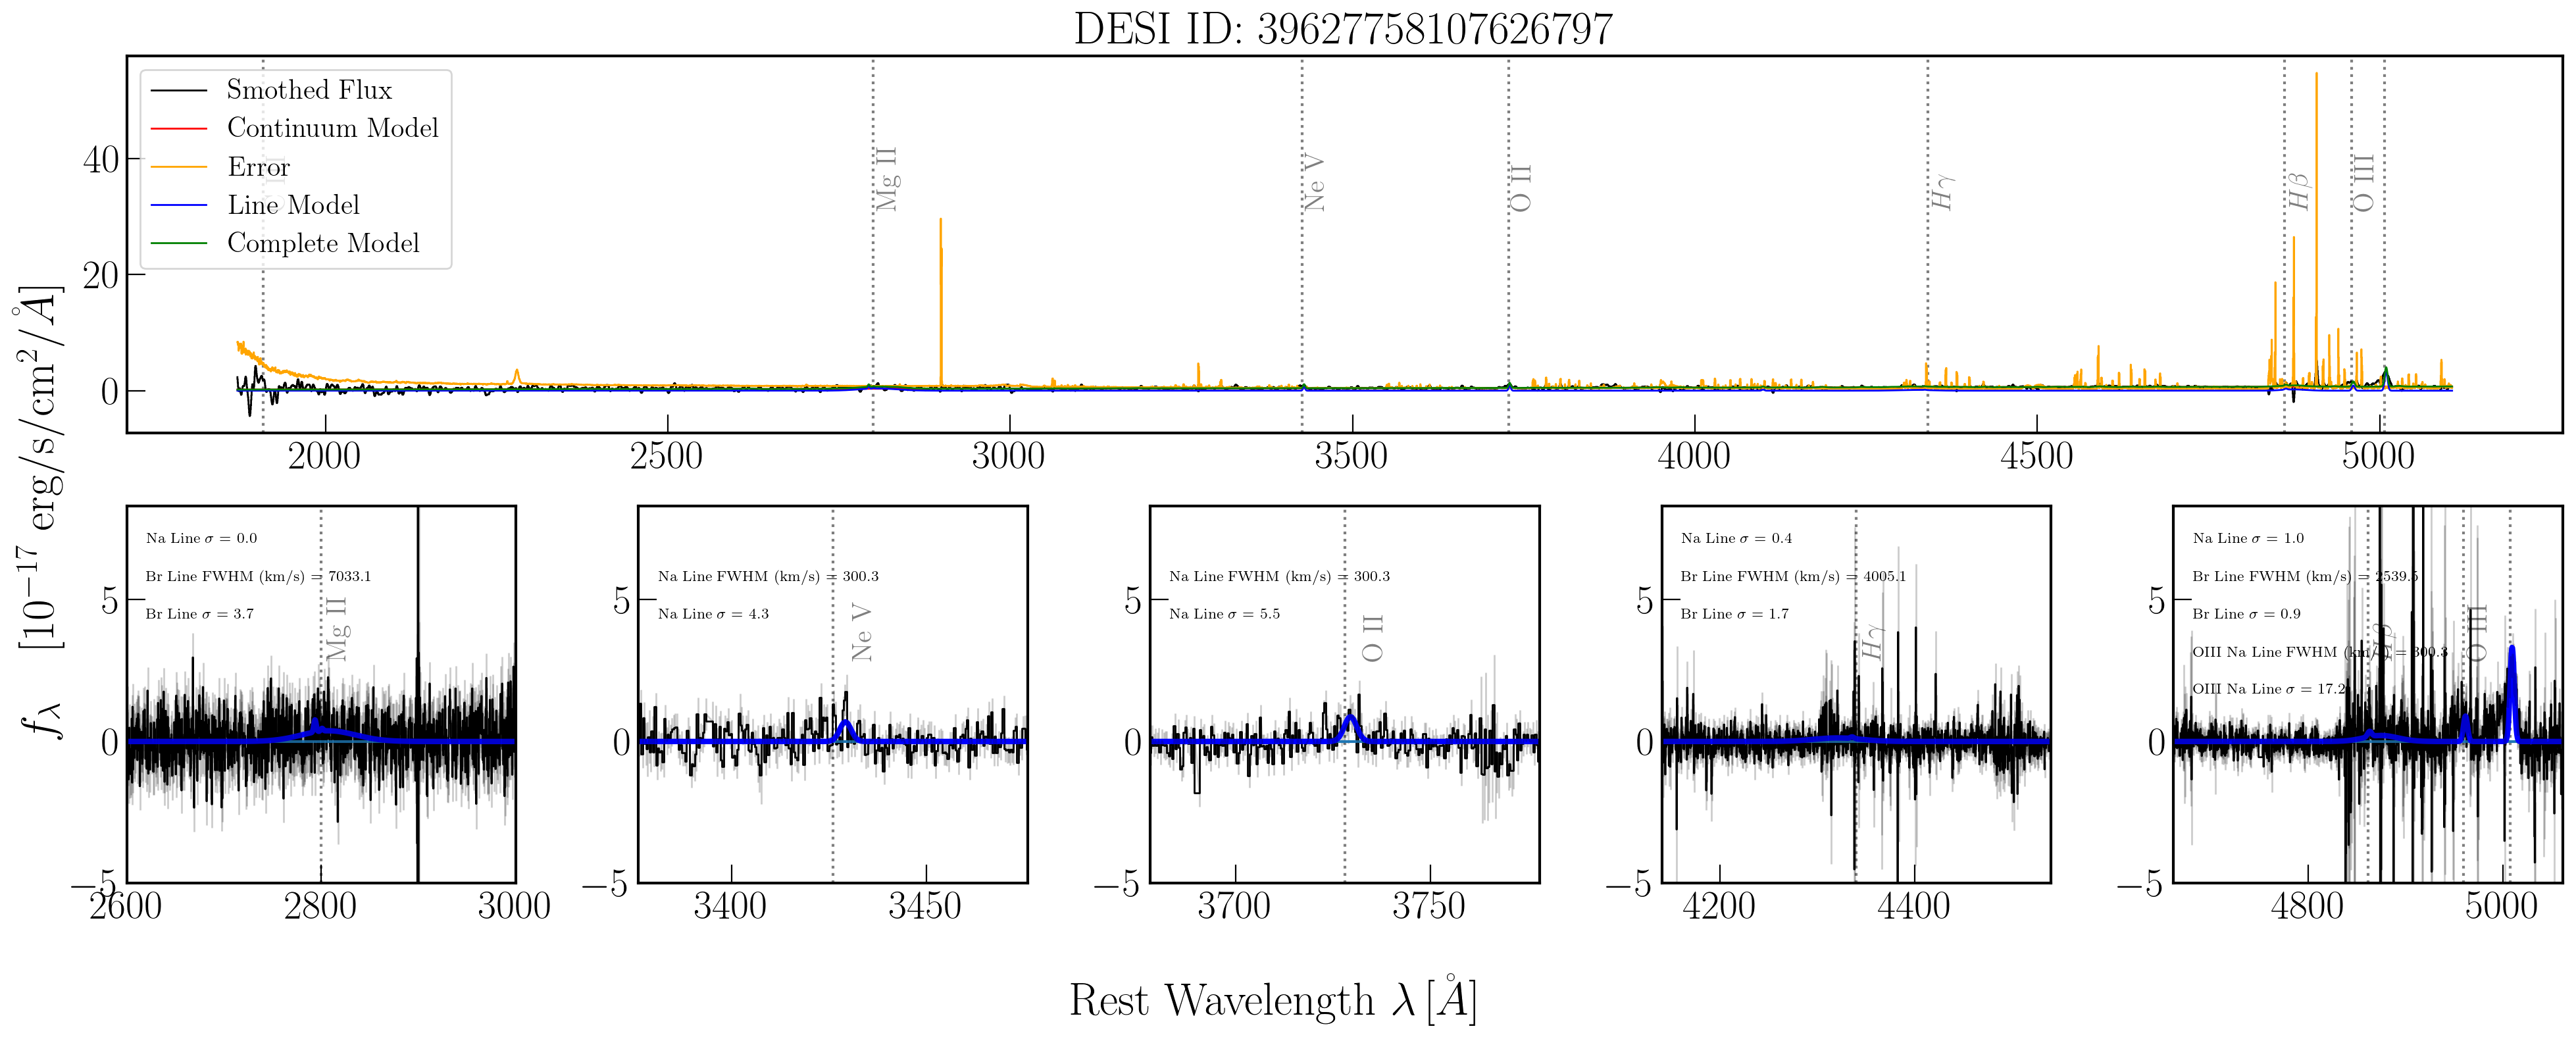 DESI ID: 39627758107626797
Smothed Flux
Continuum Model
Error
Line Model
Complete Model
Mg II
Ne V
O II
Hγ
Hβ
O III
40
20
0
2000 2500 3000 3500 4000 4500 5000
f_λ [10^−17 erg/s/cm^2/Å]
Na Line σ = 0.0
Br Line FWHM (km/s) = 7033.1
Br Line σ = 3.7
Mg II
5
0
−5
2600 2800 3000
Na Line FWHM (km/s) = 300.3
Na Line σ = 4.3
Ne V
5
0
−5
3400 3450
Na Line FWHM (km/s) = 300.3
Na Line σ = 5.5
O II
5
0
−5
3700 3750
Na Line σ = 0.4
Br Line FWHM (km/s) = 4005.1
Br Line σ = 1.7
Hγ
5
0
−5
4200 4400
Na Line σ = 1.0
Br Line FWHM (km/s) = 2539.5
Br Line σ = 0.9
OIII Na Line FWHM (km/s) = 300.3
OIII Na Line σ = 17.2
Hβ
O III
5
0
−5
4800 5000
Rest Wavelength λ [Å]